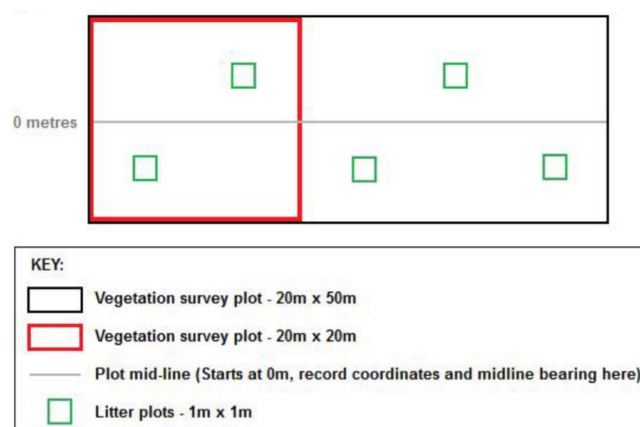 0 metres
KEY:
Vegetation survey plot - 20m x 50m
Vegetation survey plot - 20m x 20m
Plot mid-line (Starts at 0m, record coordinates and midline bearing here)
Litter plots - 1m x 1m